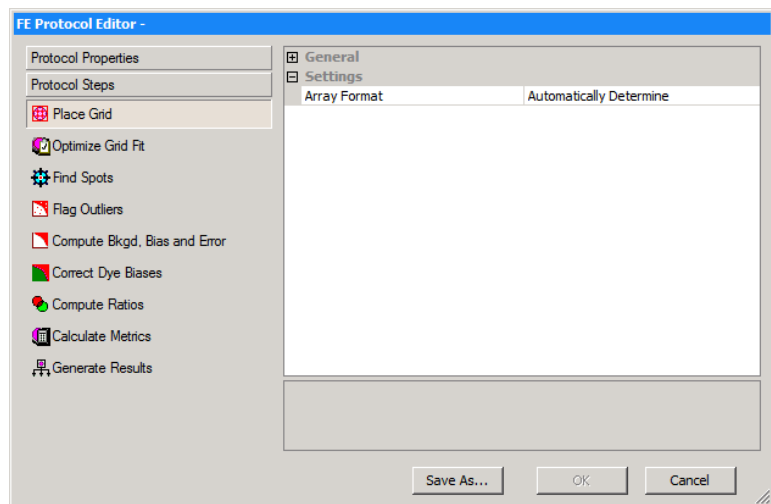 FE Protocol Editor -
Protocol Properties
Protocol Steps
Place Grid
Optimize Grid Fit
Find Spots
Flag Outliers
Compute Bkgd, Bias and Error
Correct Dye Biases
Compute Ratios
Calculate Metrics
Generate Results
General
Settings
Array Format Automatically Determine
Save As... OK Cancel